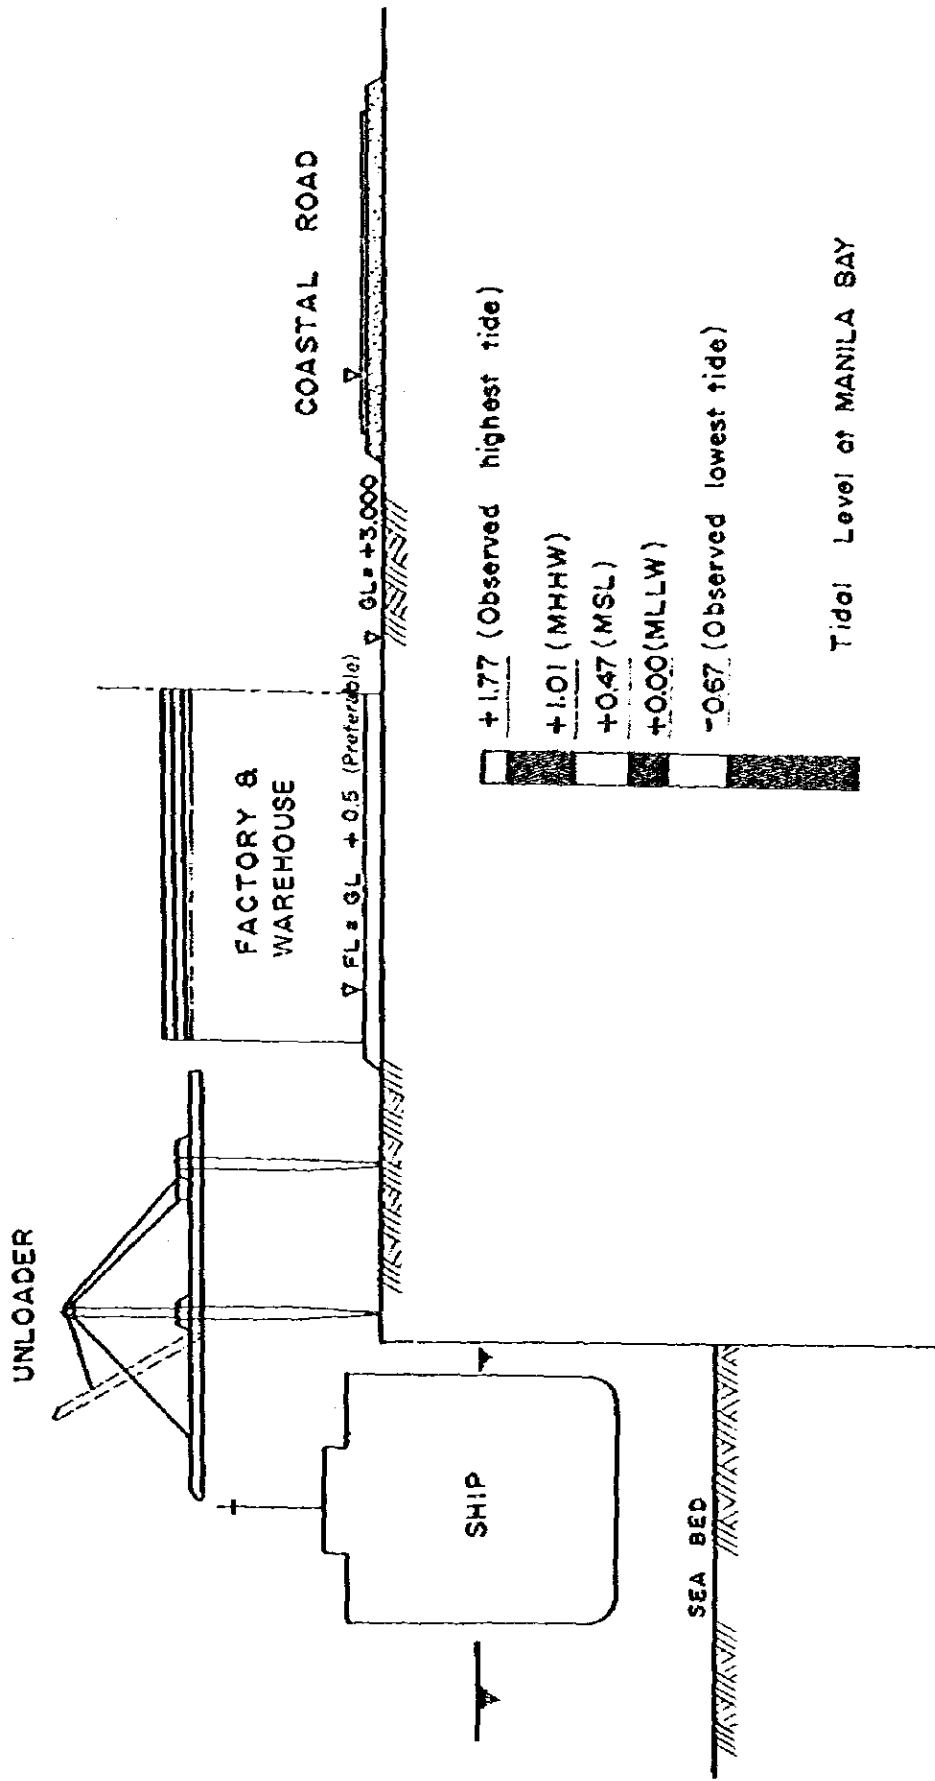 UNLOADER
SHIP
SEA BED
FACTORY &
WAREHOUSE
▽ FL = GL + 0.5 (Preferable)
▽ GL = +3.000
COASTAL ROAD
+1.77 (Observed highest tide)
+1.01 (MHHW)
+0.47 (MSL)
+0.00 (MLLW)
-0.67 (Observed lowest tide)
Tidal Level of MANILA BAY